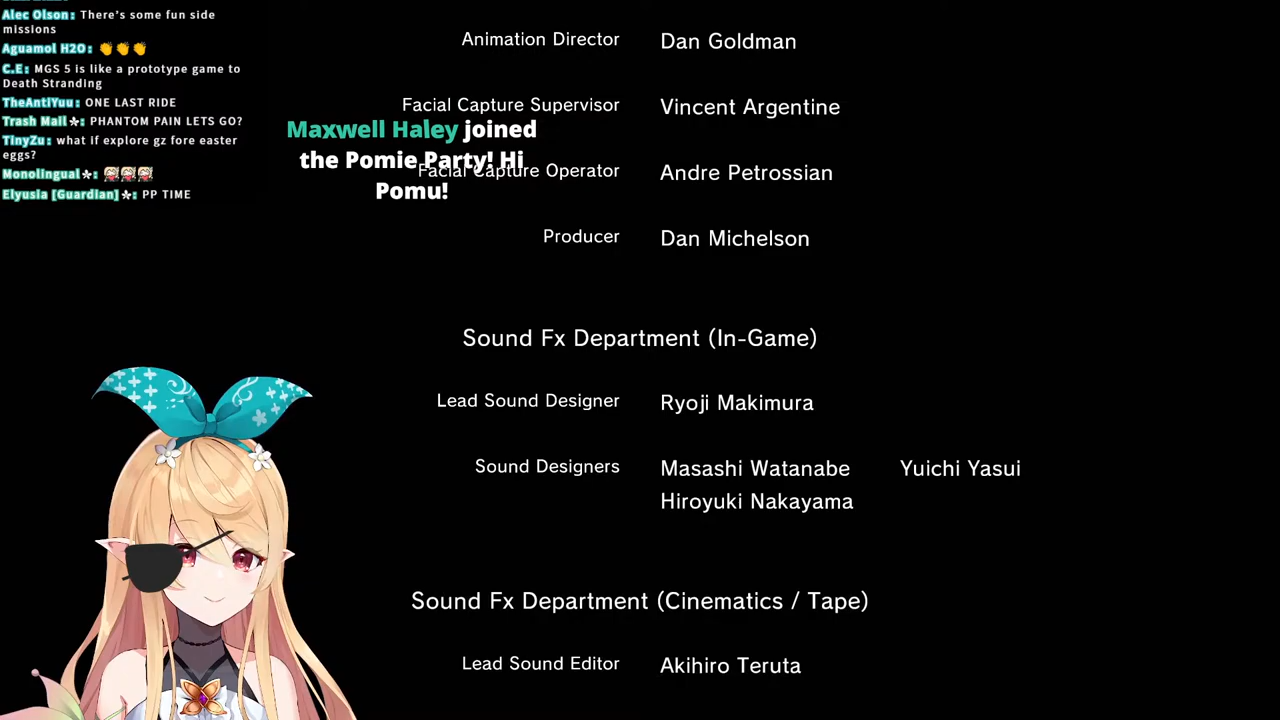 Alec Olson: There's some fun side
missions
Aguamol H2O: 👏👏👏
C.E: MGS 5 is like a prototype game to
Death Stranding
TheAntiYuu: ONE LAST RIDE
Trash Mail: PHANTOM PAIN LETS GO?
TinyZu: what if explore gz fore easter
eggs?
Monolingual:
Elyusia [Guardian]: PP TIME
Maxwell Haley joined
the Pomie Party! Hi
Pomu!
Animation Director Dan Goldman
Facial Capture Supervisor Vincent Argentine
Facial Capture Operator Andre Petrossian
Producer Dan Michelson
Sound Fx Department (In-Game)
Lead Sound Designer Ryoji Makimura
Sound Designers Masashi Watanabe Yuichi Yasui
Hiroyuki Nakayama
Sound Fx Department (Cinematics / Tape)
Lead Sound Editor Akihiro Teruta